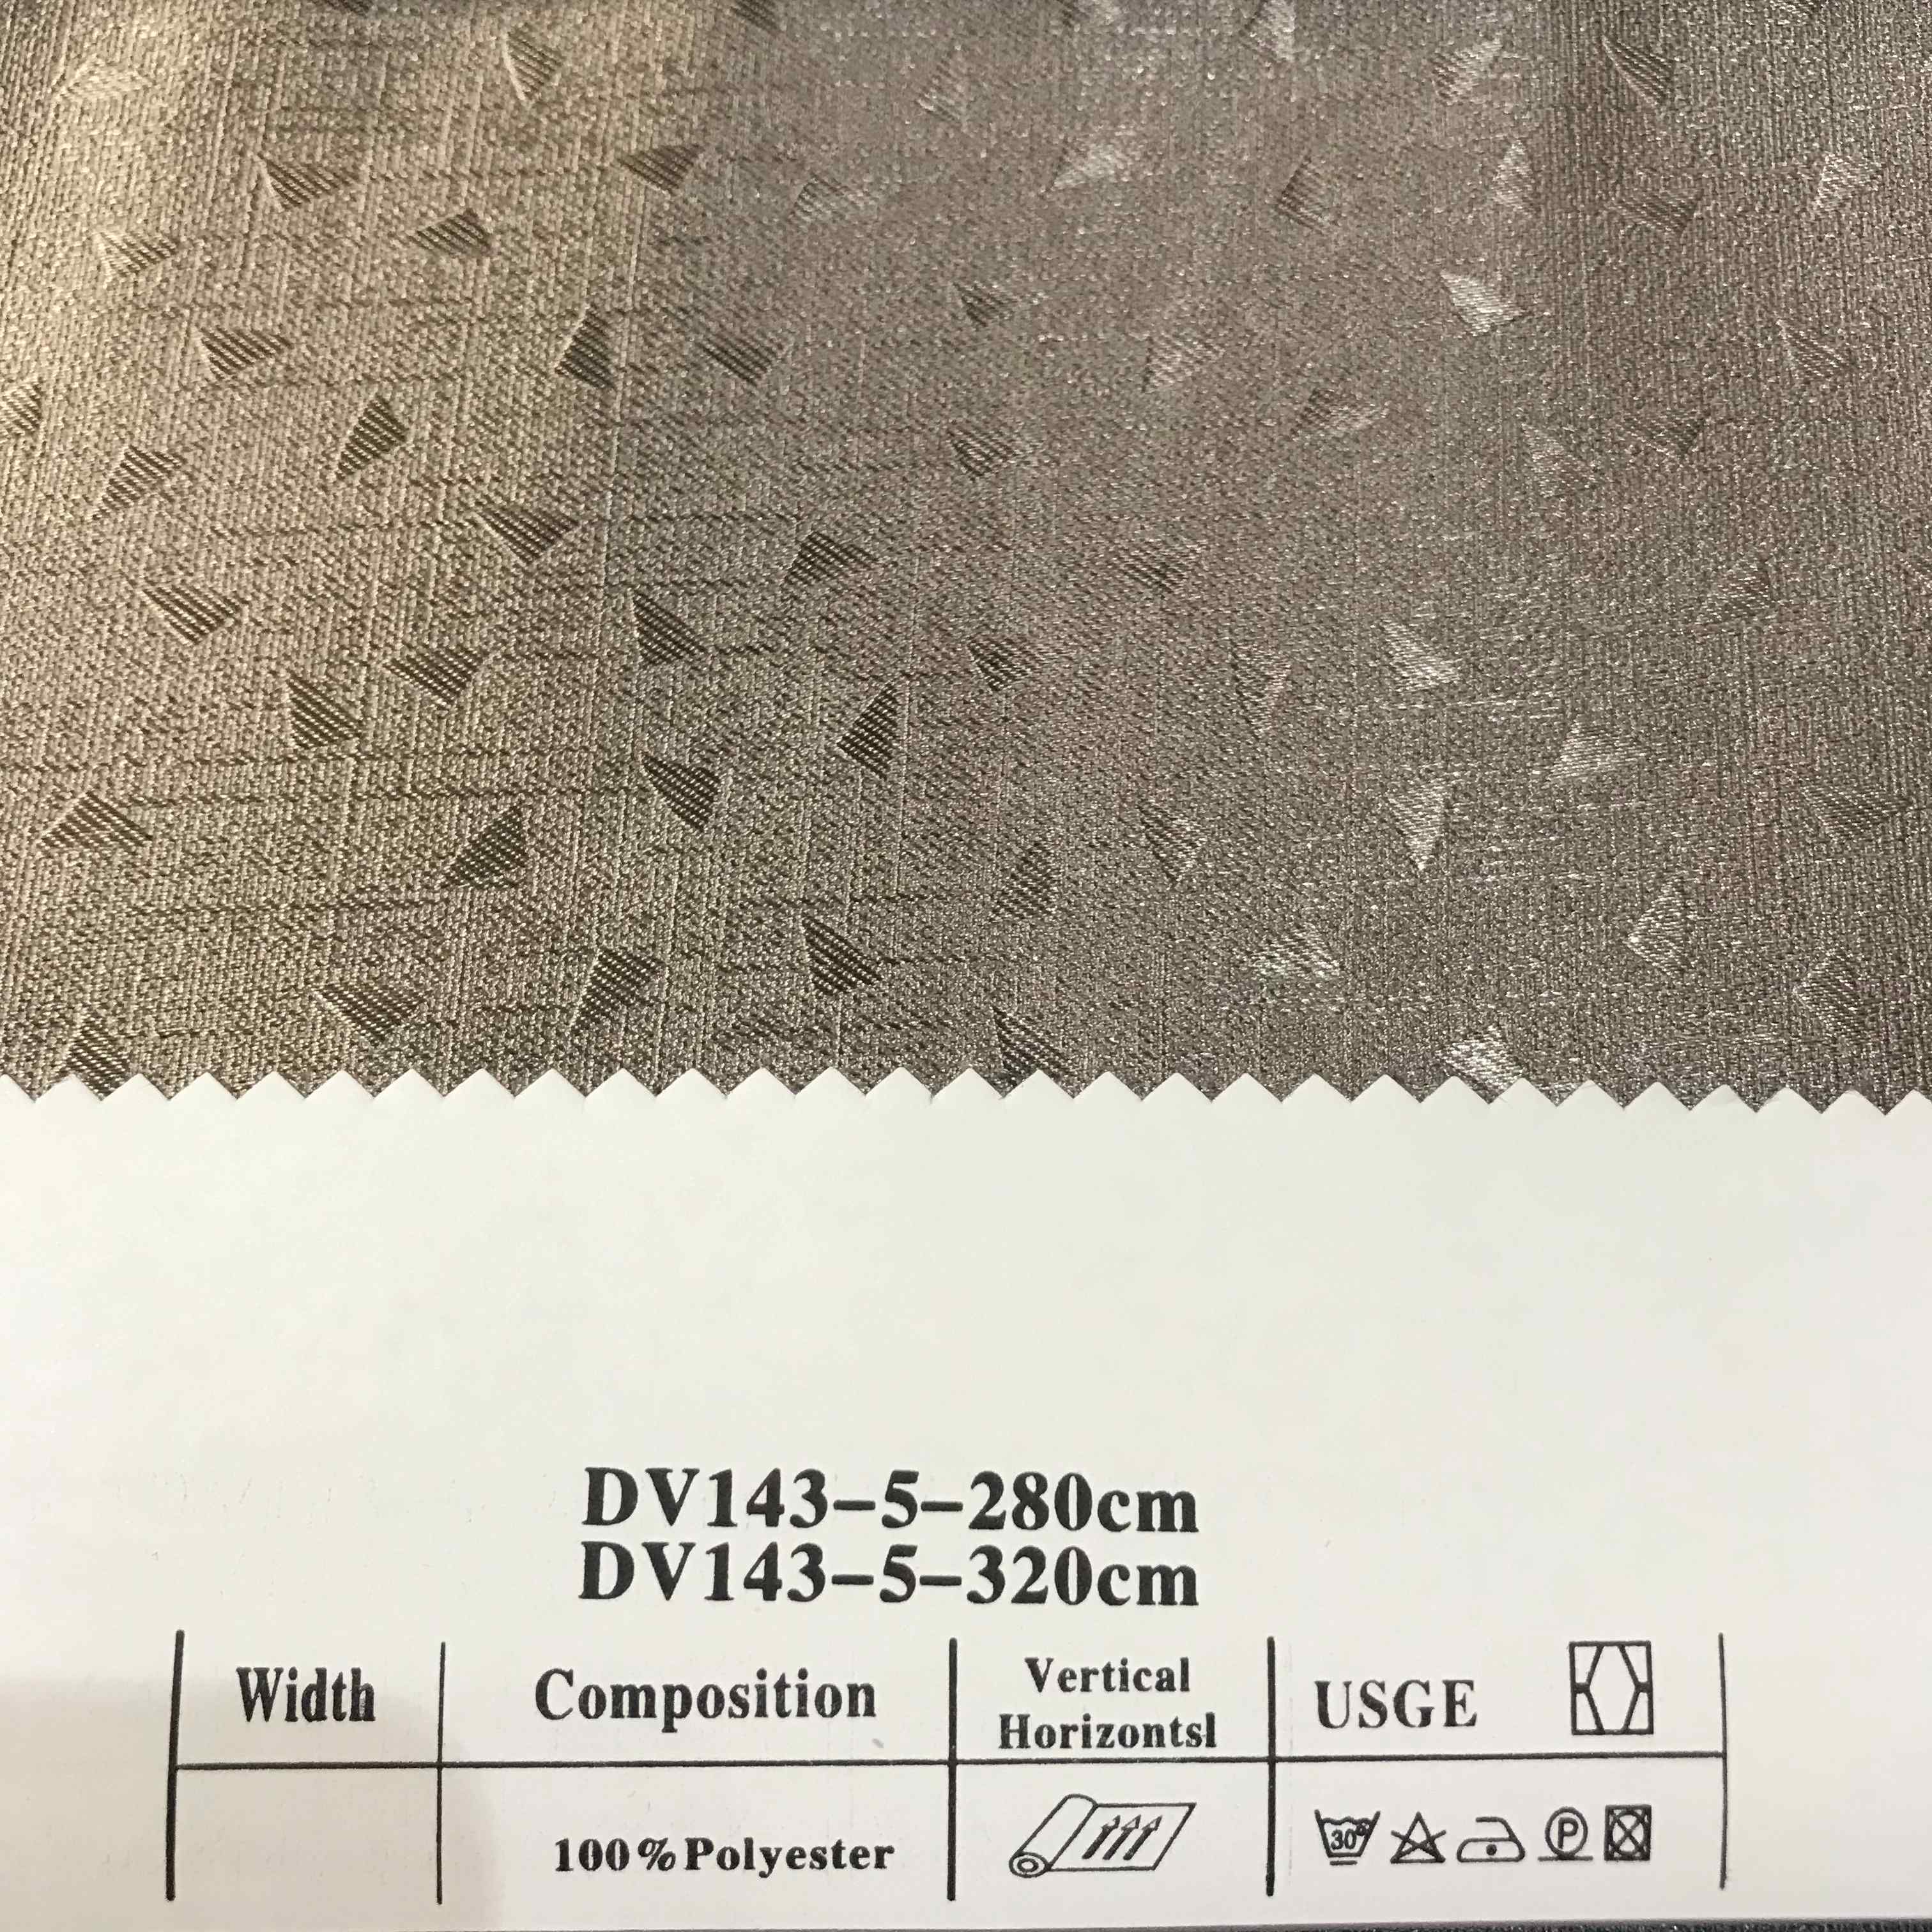 DV143-5-280cm
DV143-5-320cm
Width
Composition
Vertical
Horizontsl
USGE
100%Polyester
30°
P